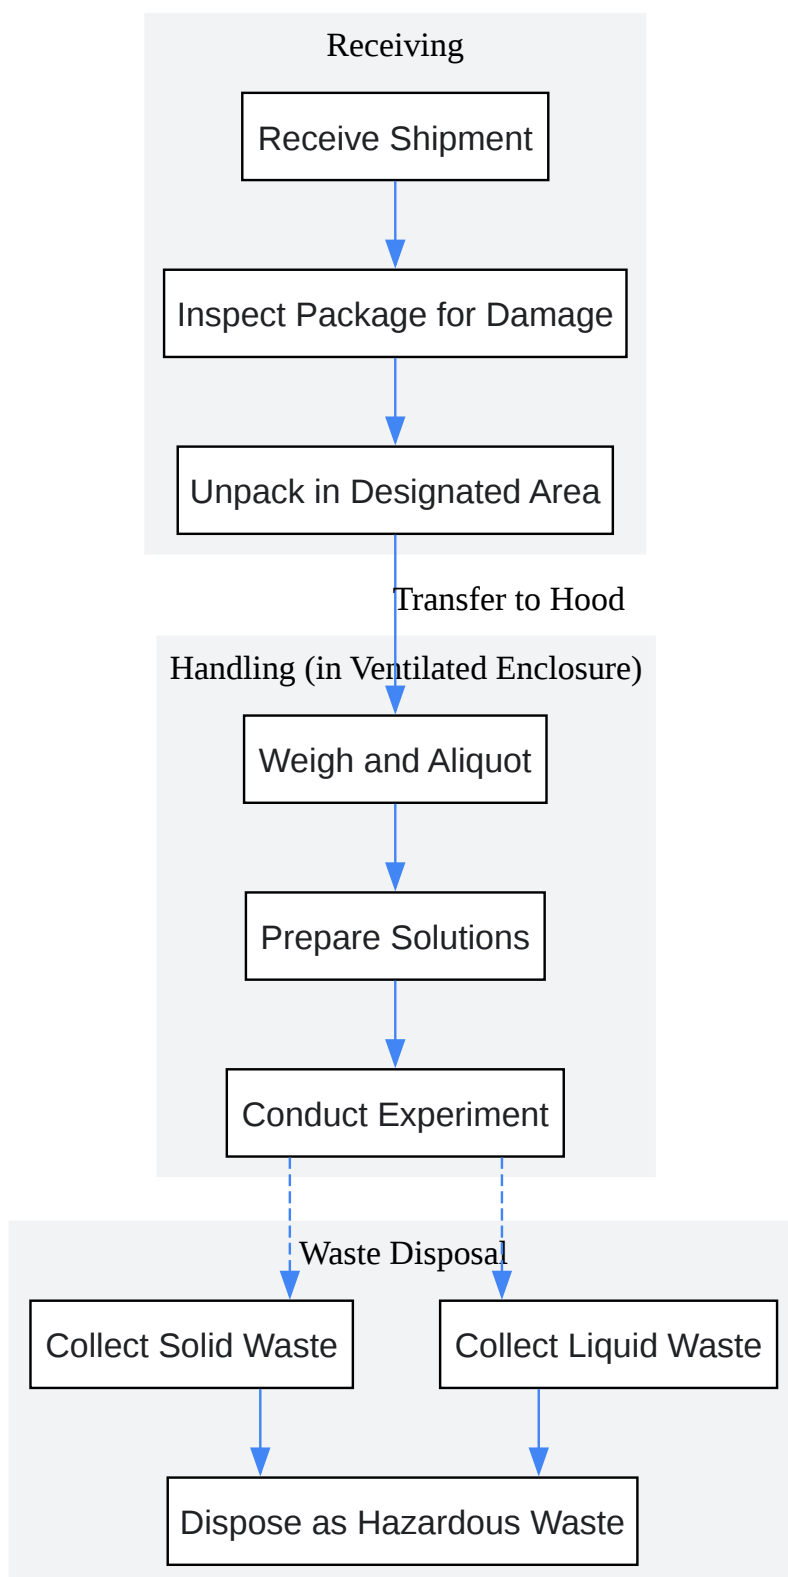 Receiving
Receive Shipment
Inspect Package for Damage
Unpack in Designated Area
Transfer to Hood
Handling (in Ventilated Enclosure)
Weigh and Aliquot
Prepare Solutions
Conduct Experiment
Waste Disposal
Collect Solid Waste
Collect Liquid Waste
Dispose as Hazardous Waste